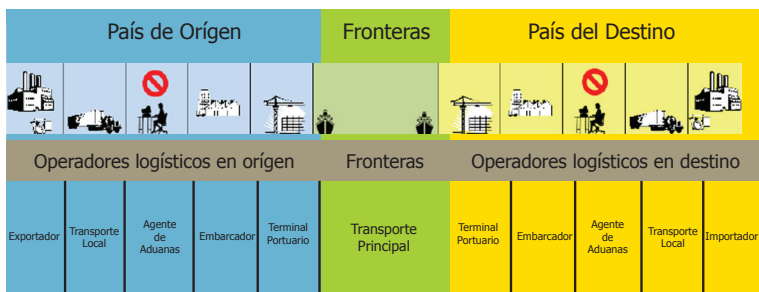 País de Orígen
Fronteras
País del Destino
Operadores logísticos en orígen
Fronteras
Operadores logísticos en destino
Exportador
Transporte
Local
Agente
de
Aduanas
Embarcador
Terminal
Portuario
Transporte
Principal
Terminal
Portuario
Embarcador
Agente
de
Aduanas
Transporte
Local
Importador